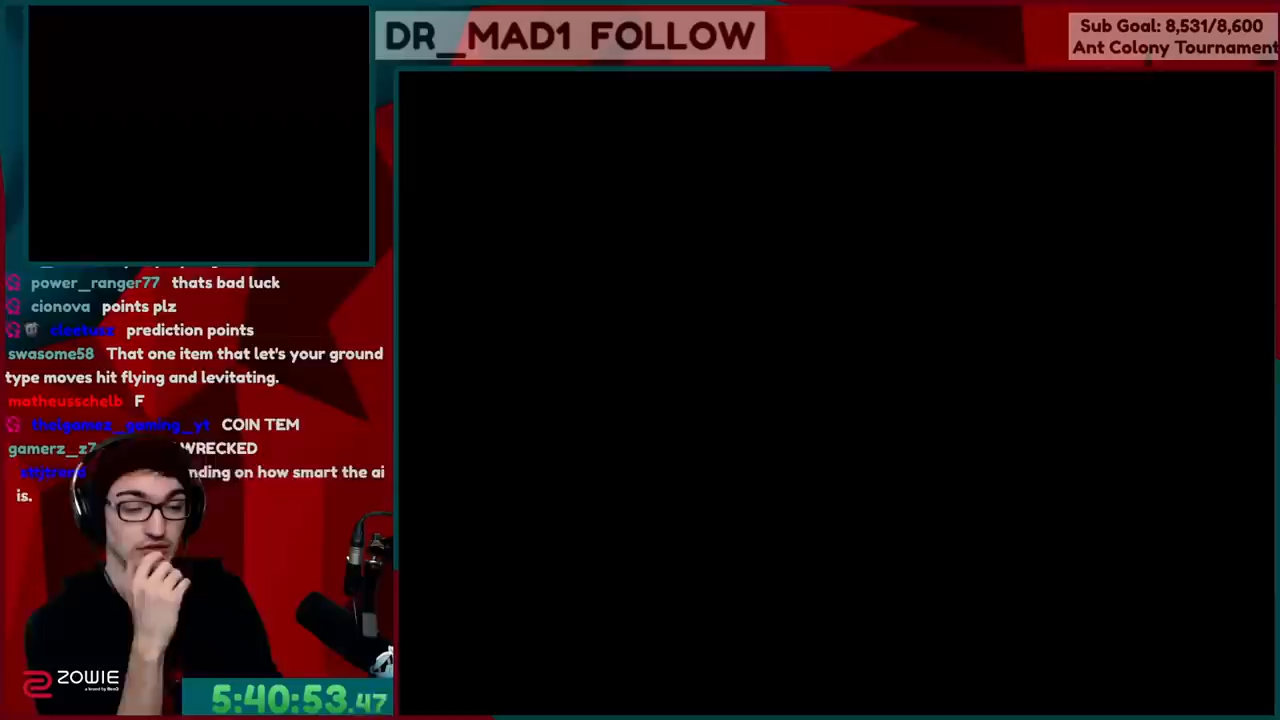 DR_MAD1 FOLLOW
Sub Goal: 8,531/8,600
Ant Colony Tournament
power_ranger77 thats bad luck
cionova points plz
prediction points
swasome58 That one item that let's your ground
type moves hit flying and levitating.
matheusschelb F
theigamez_gaming_yt COIN TEM
gamerz_z7 WRECKED
nding on how smart the ai
is.
ZOWIE
5:40:53.47